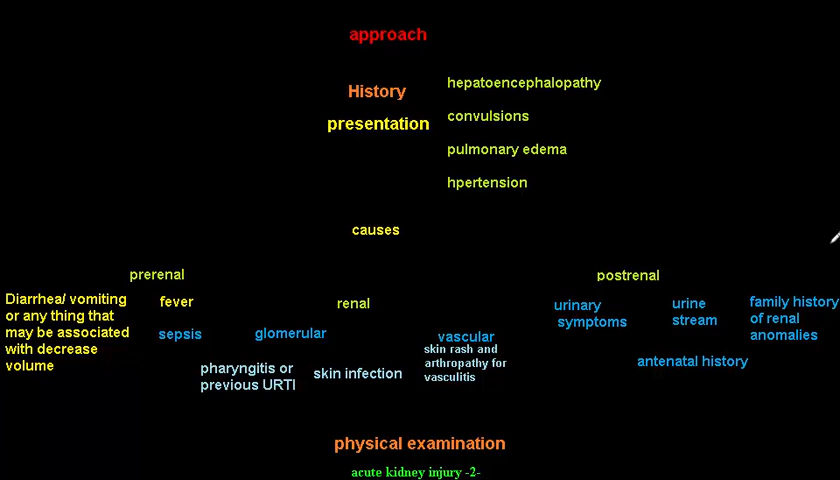 approach
History
presentation
hepatoencephalopathy
convulsions
pulmonary edema
hpertension
causes
prerenal
Diarrhea/ vomiting
or any thing that
may be associated
with decrease
volume
fever
sepsis
renal
glomerular
pharyngitis or
previous URTI
skin infection
vascular
skin rash and
arthropathy for
vasculitis
postrenal
urinary
symptoms
urine
stream
family history
of renal
anomalies
antenatal history
physical examination
acute kidney injury -2-